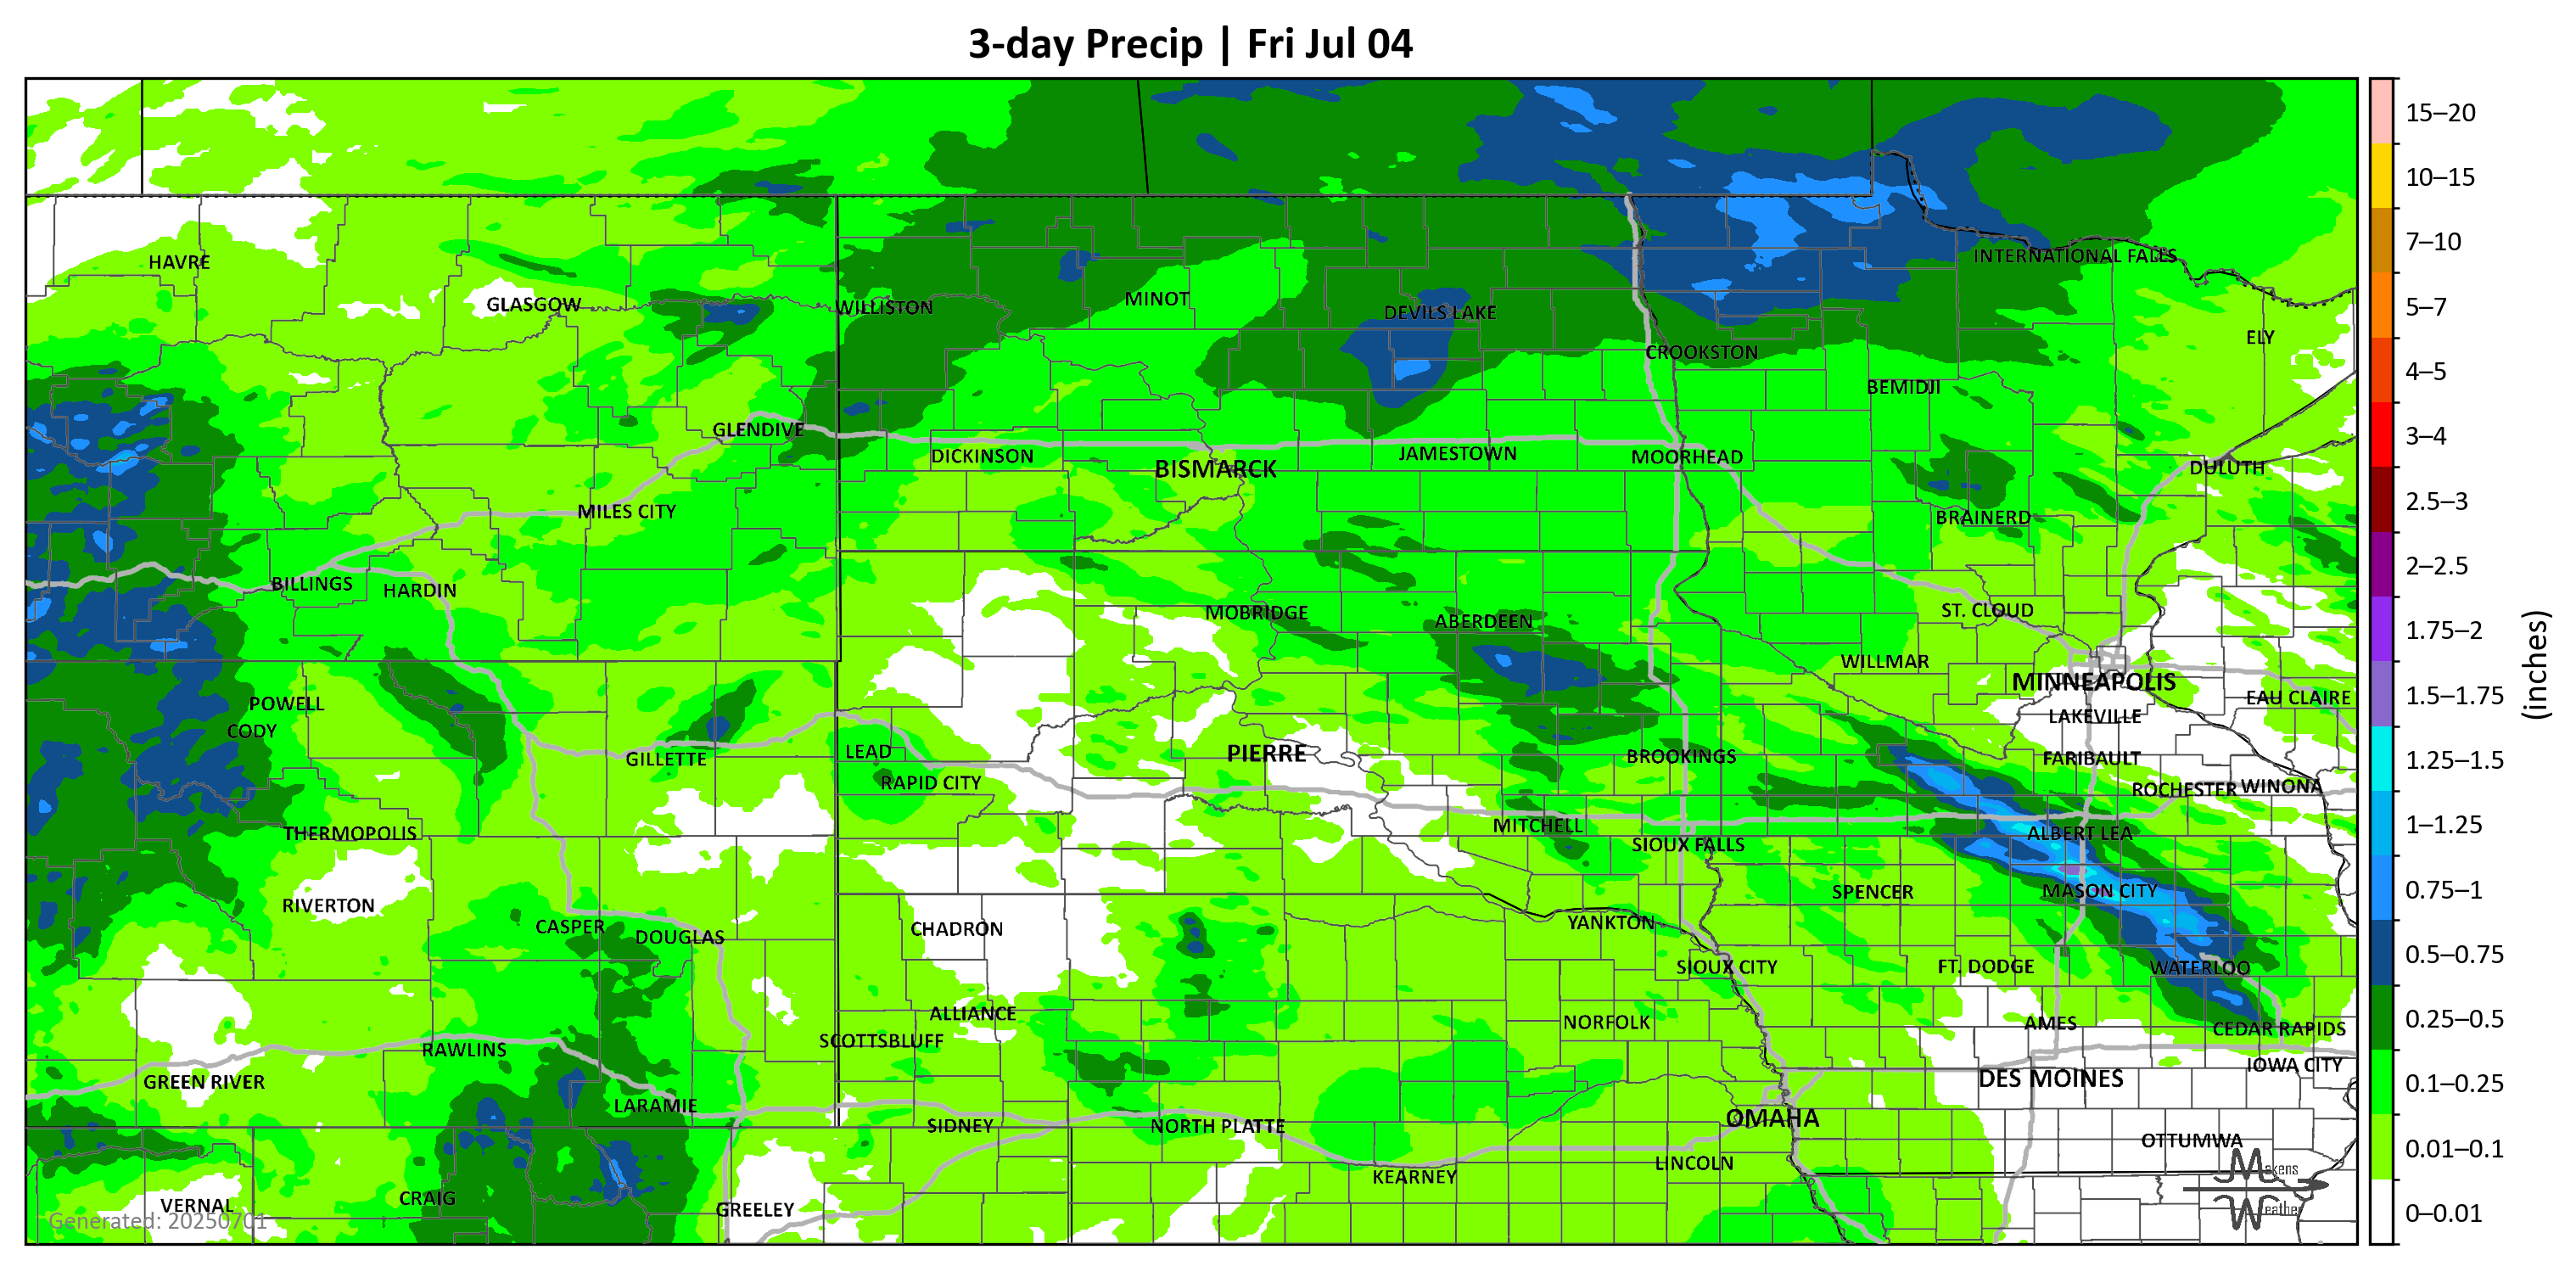 3-day Precip | Fri Jul 04
15–20
10–15
7–10
5–7
4–5
3–4
2.5–3
2–2.5
1.75–2
1.5–1.75
1.25–1.5
1–1.25
0.75–1
0.5–0.75
0.25–0.5
0.1–0.25
0.01–0.1
0–0.01
(inches)
INTERNATIONAL FALLS
HAVRE
GLASGOW
WILLISTON
MINOT
DEVILS LAKE
ELY
CROOKSTON
BEMIDJI
GLENDIVE
DICKINSON
BISMARCK
JAMESTOWN
MOORHEAD
DULUTH
MILES CITY
BRAINERD
BILLINGS
HARDIN
MOBRIDGE
ABERDEEN
ST. CLOUD
WILLMAR
MINNEAPOLIS
EAU CLAIRE
POWELL
CODY
LAKEVILLE
GILLETTE
LEAD
RAPID CITY
PIERRE
BROOKINGS
FARIBAULT
ROCHESTER
WINONA
THERMOPOLIS
MITCHELL
SIOUX FALLS
ALBERT LEA
RIVERTON
SPENCER
MASON CITY
CASPER
DOUGLAS
CHADRON
YANKTON
SIOUX CITY
FT. DODGE
WATERLOO
ALLIANCE
SCOTTSBLUFF
NORFOLK
AMES
CEDAR RAPIDS
RAWLINS
GREEN RIVER
IOWA CITY
DES MOINES
LARAMIE
SIDNEY
NORTH PLATTE
OMAHA
OTTUMWA
LINCOLN
KEARNEY
VERNAL
CRAIG
GREELEY
Generated: 20250701
Makens
Weather